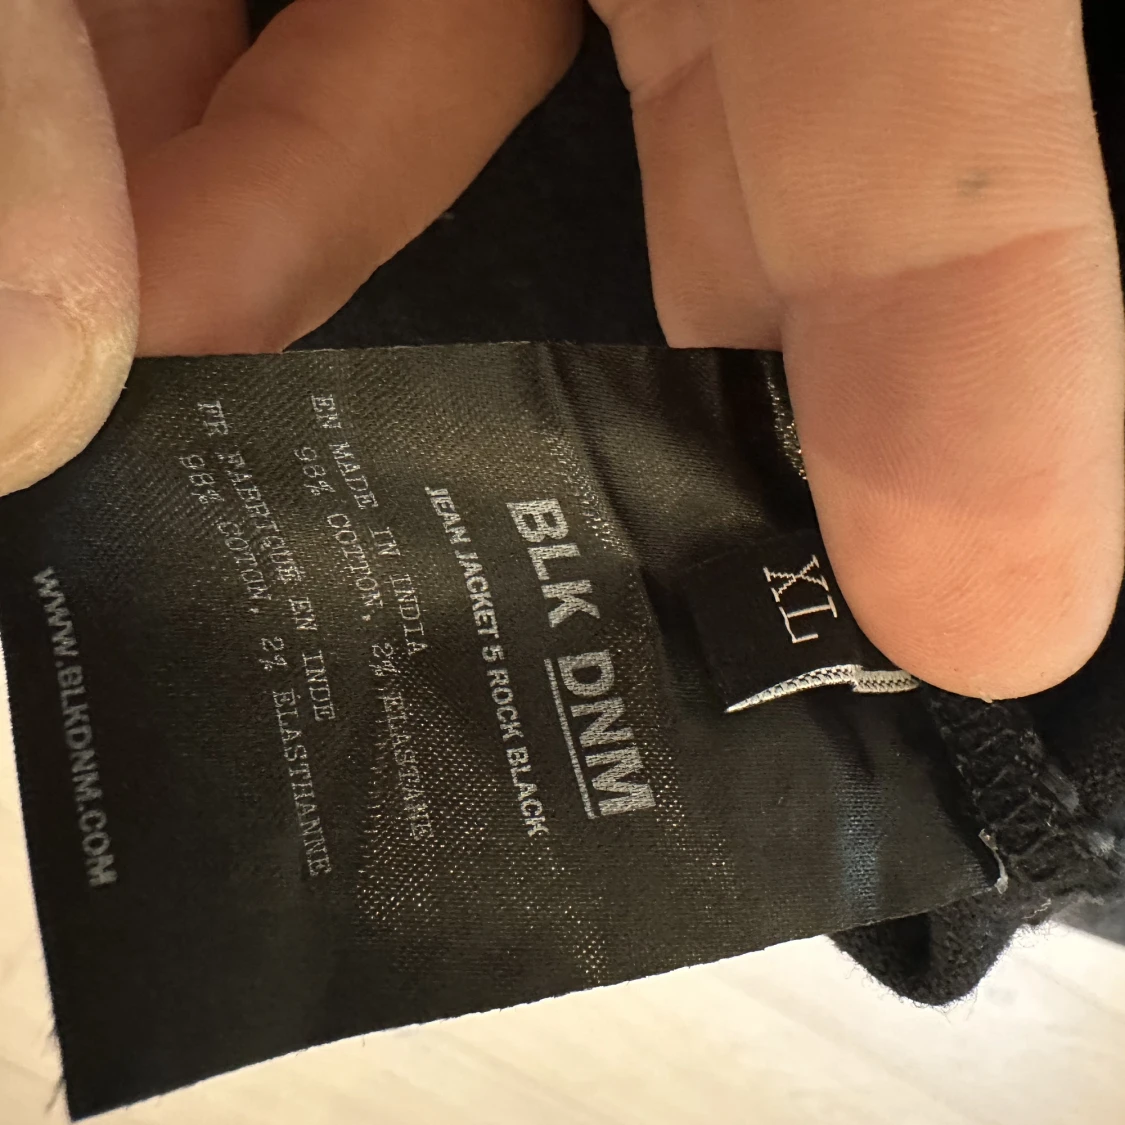 XL
BLK DNM
JEAN JACKET 5 ROCK BLACK
EN MADE IN INDIA
98% COTTON, 2% ELASTANE
FR FABRIQUE EN INDE
98% COTON, 2% ÉLASTHANNE
WWW.BLKDNM.COM